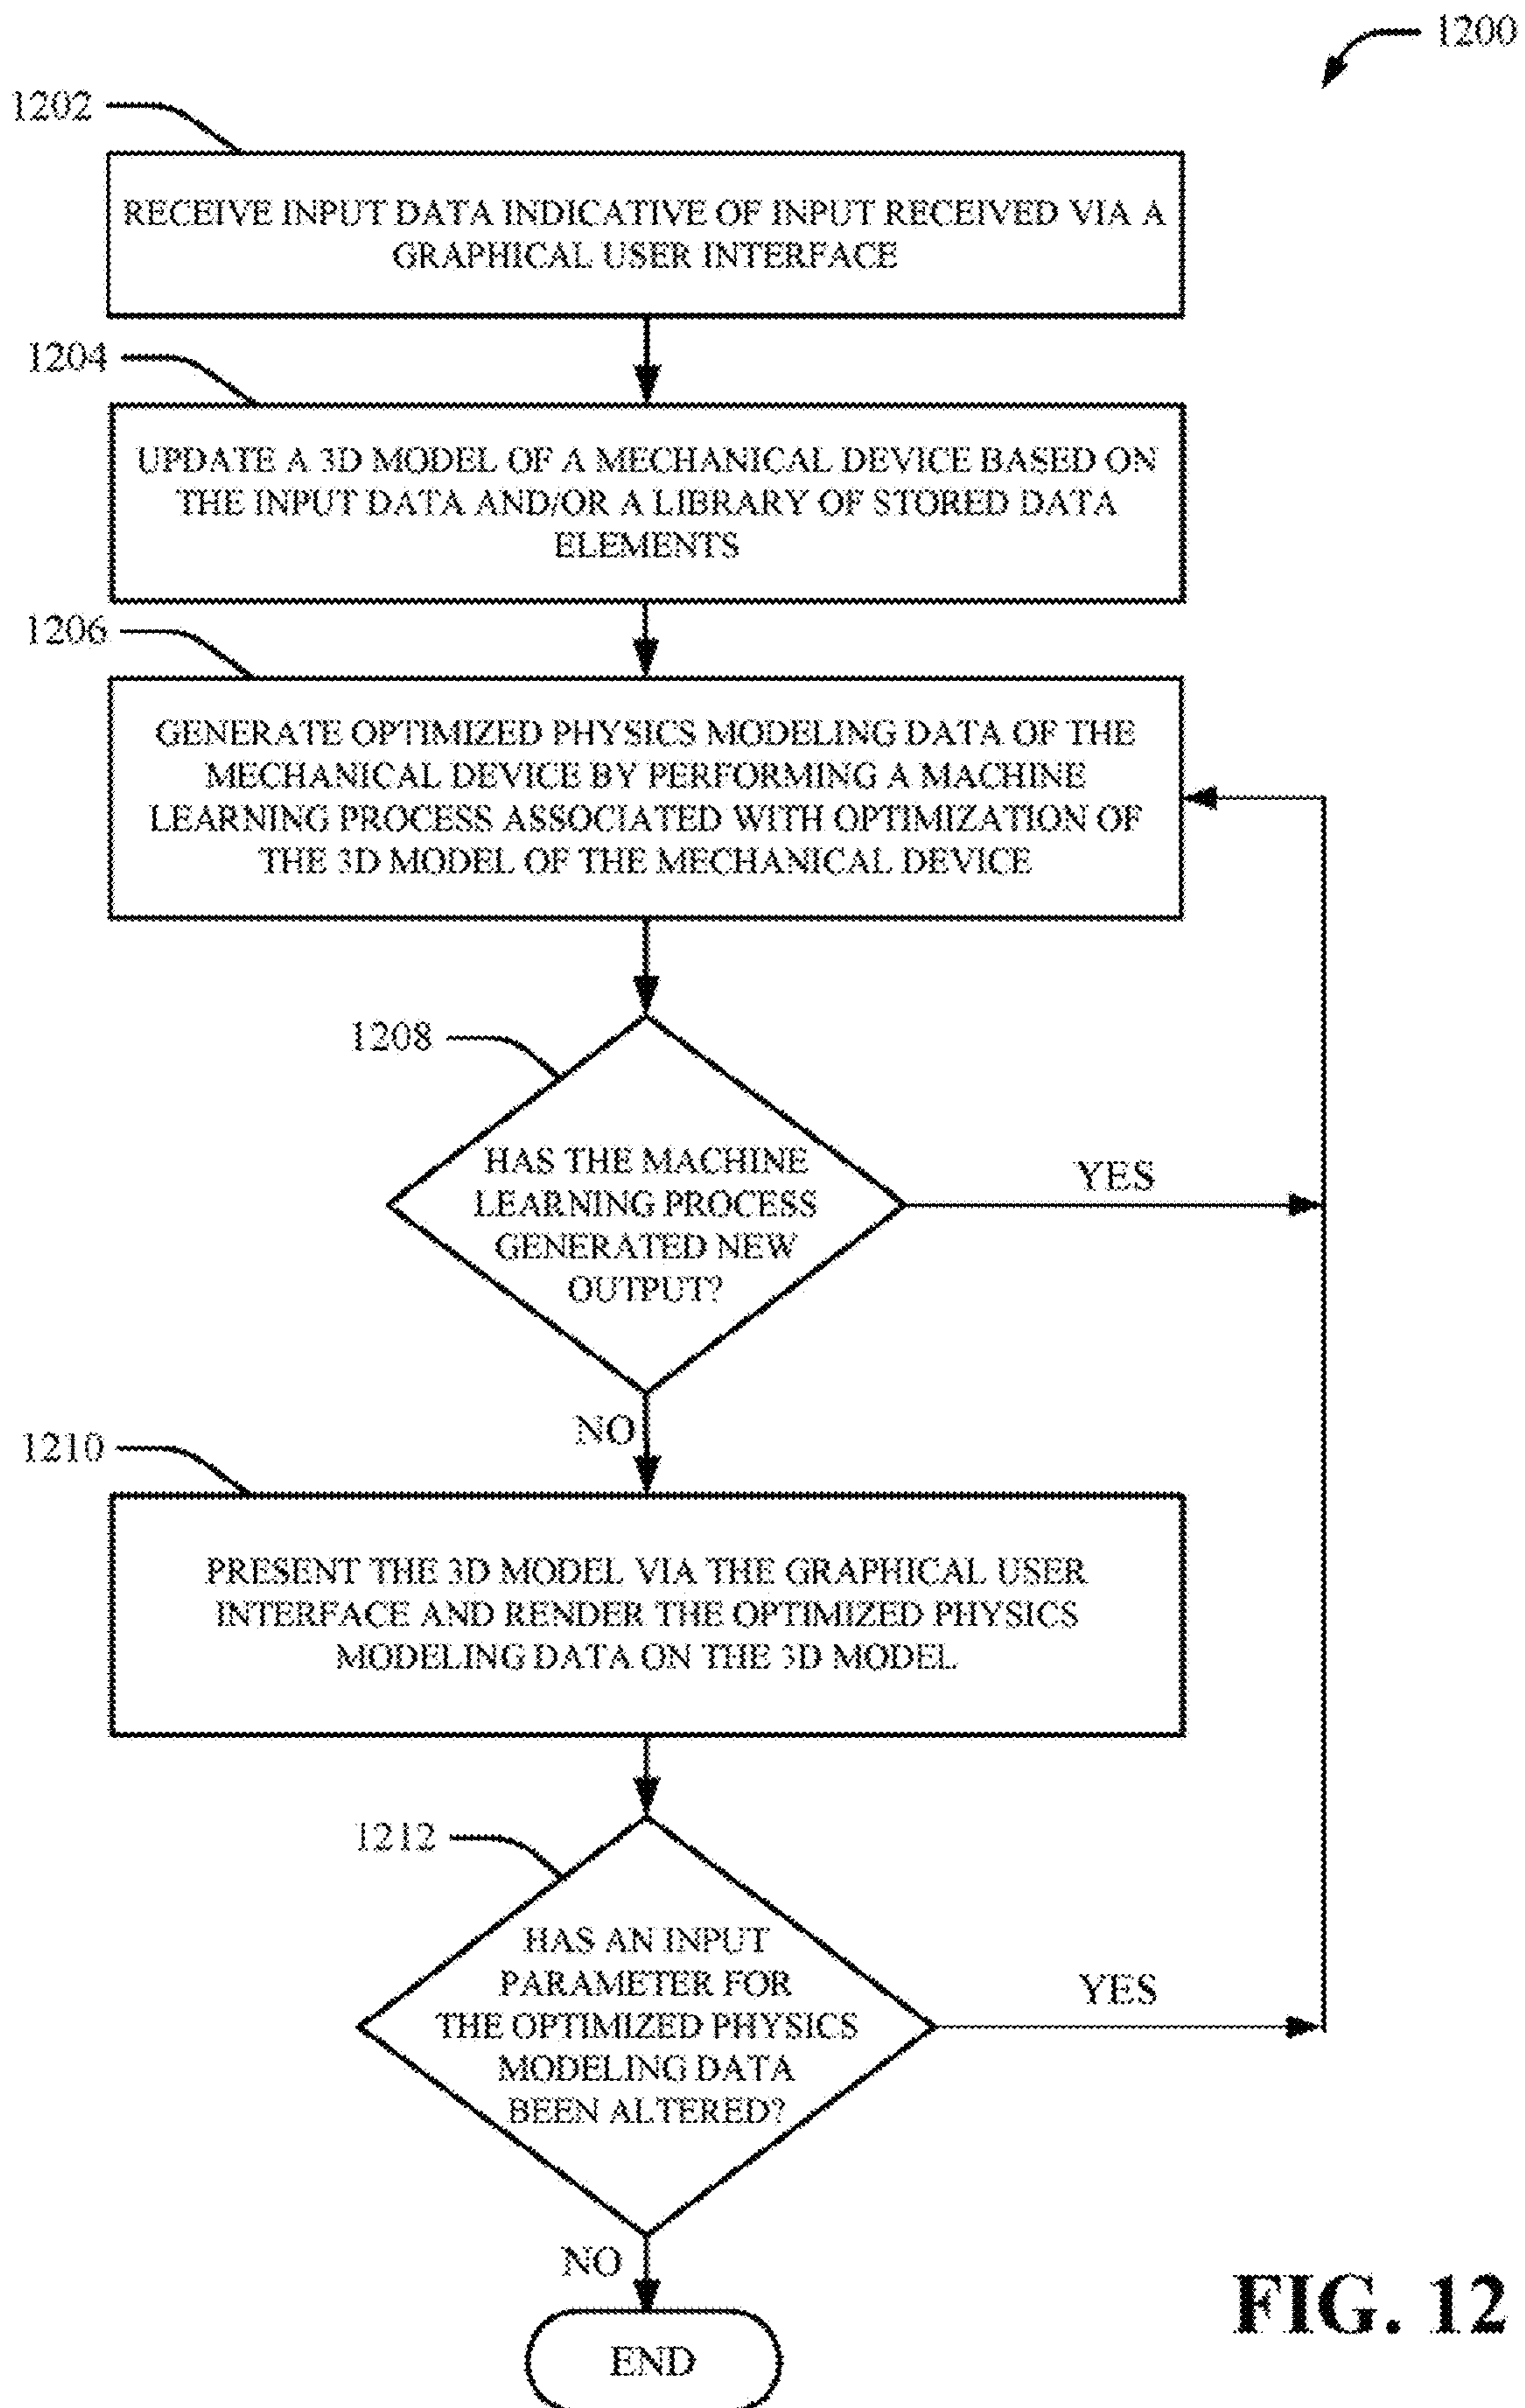 1200
1202
RECEIVE INPUT DATA INDICATIVE OF INPUT RECEIVED VIA A
GRAPHICAL USER INTERFACE
1204
UPDATE A 3D MODEL OF A MECHANICAL DEVICE BASED ON
THE INPUT DATA AND/OR A LIBRARY OF STORED DATA
ELEMENTS
1206
GENERATE OPTIMIZED PHYSICS MODELING DATA OF THE
MECHANICAL DEVICE BY PERFORMING A MACHINE
LEARNING PROCESS ASSOCIATED WITH OPTIMIZATION OF
THE 3D MODEL OF THE MECHANICAL DEVICE
1208
HAS THE MACHINE
LEARNING PROCESS
GENERATED NEW
OUTPUT?
YES
NO
1210
PRESENT THE 3D MODEL VIA THE GRAPHICAL USER
INTERFACE AND RENDER THE OPTIMIZED PHYSICS
MODELING DATA ON THE 3D MODEL
1212
HAS AN INPUT
PARAMETER FOR
THE OPTIMIZED PHYSICS
MODELING DATA
BEEN ALTERED?
YES
NO
END
FIG. 12